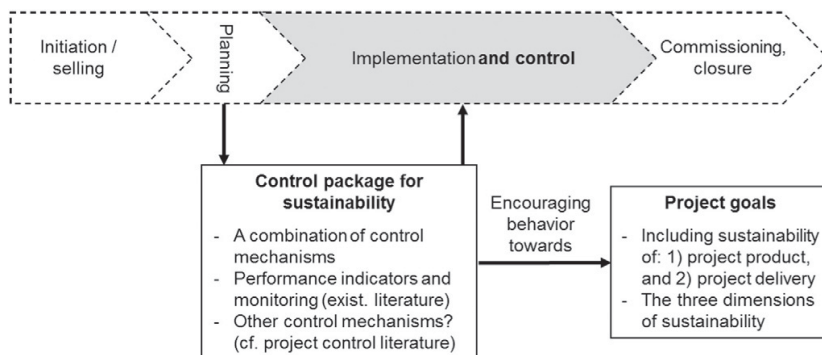 Initiation /
selling
Planning
Implementation and control
Commissioning,
closure
Control package for
sustainability
- A combination of control
mechanisms
- Performance indicators and
monitoring (exist. literature)
- Other control mechanisms?
(cf. project control literature)
Encouraging
behavior
towards
Project goals
- Including sustainability
of: 1) project product,
and 2) project delivery
- The three dimensions
of sustainability